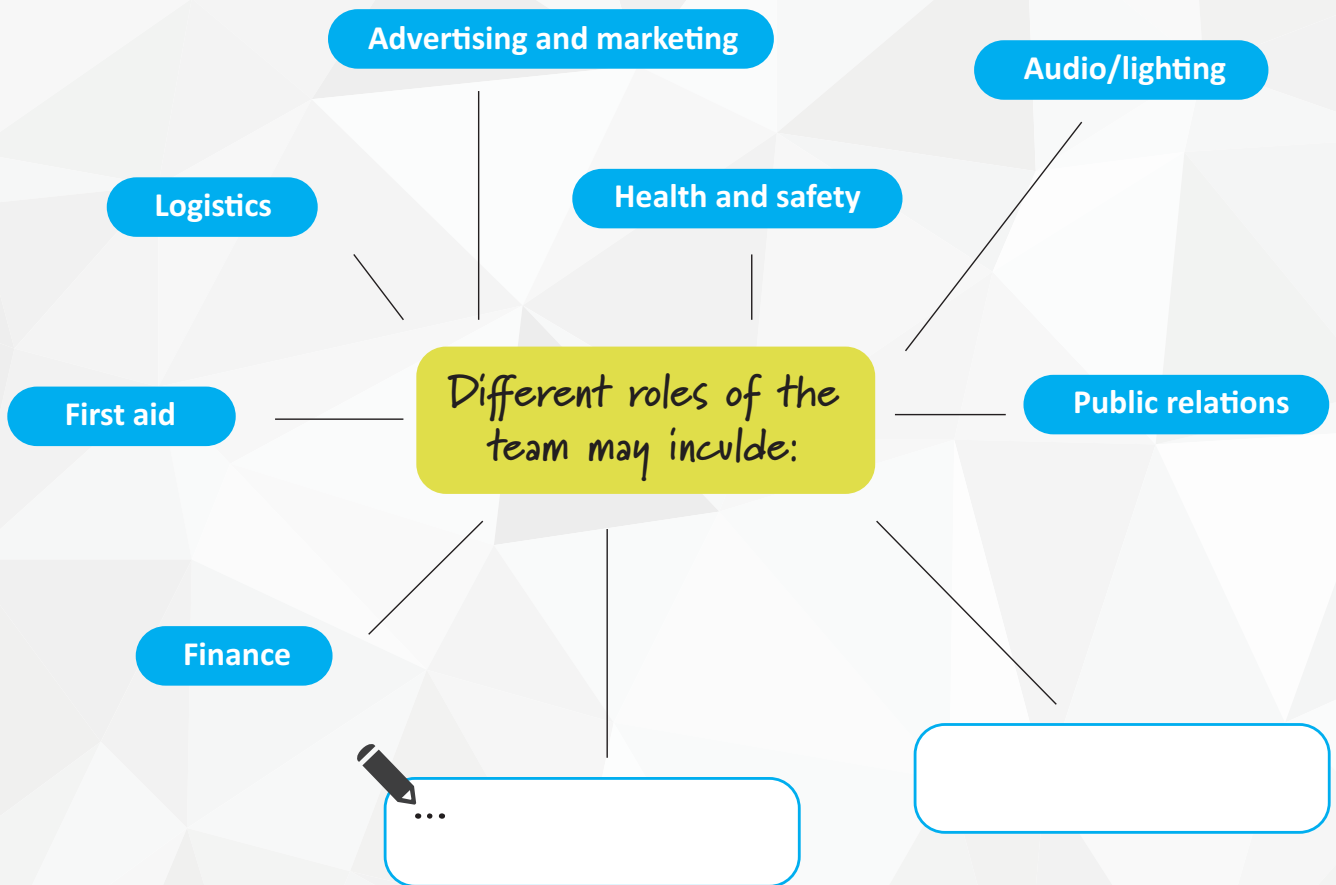 Advertising and marketing
Audio/lighting
Logistics
Health and safety
Different roles of the
team may inculde:
First aid
Public relations
Finance
...